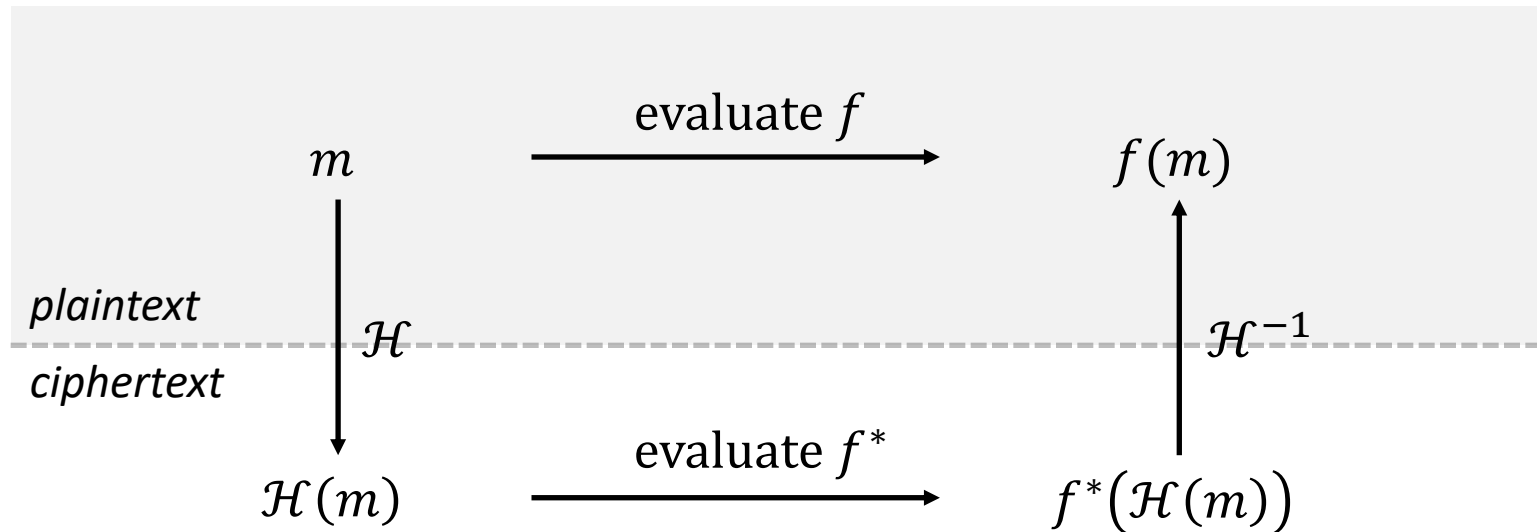 evaluate f
m
f(m)
plaintext
ℋ
ℋ⁻¹
ciphertext
evaluate f*
ℋ(m)
f*(ℋ(m))